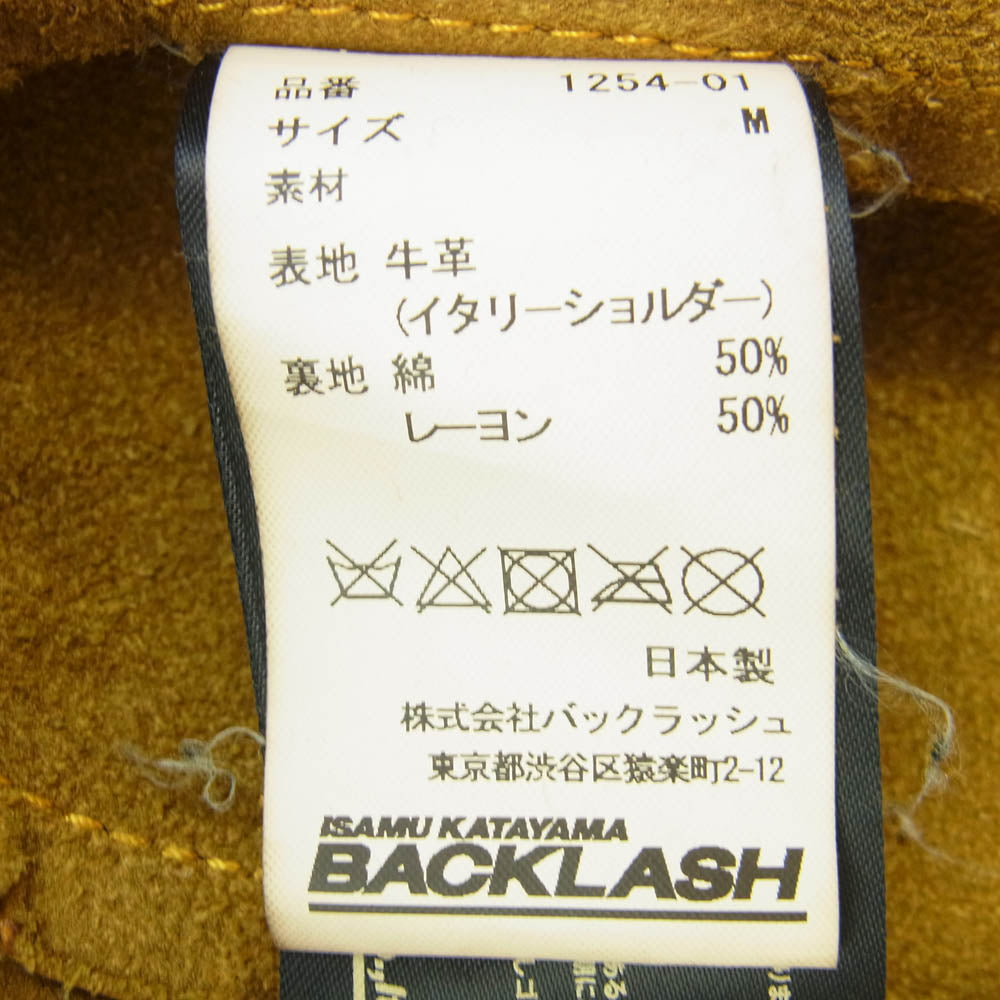 品番 1254-01
サイズ M
素材
表地 牛革
(イタリーショルダー)
裏地 綿 50%
レーヨン 50%
日本製
株式会社バックラッシュ
東京都渋谷区猿楽町2-12
ISAMU KATAYAMA
BACKLASH